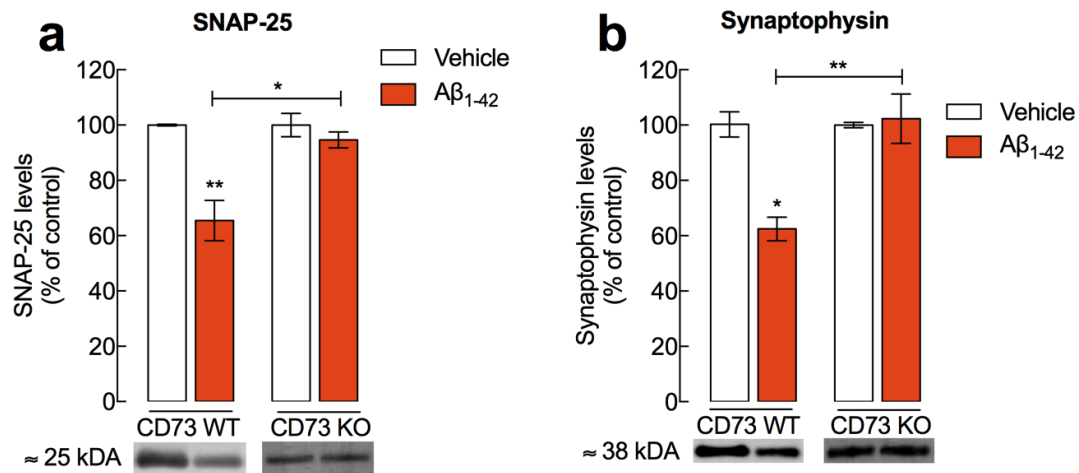 a
SNAP-25
Vehicle
Aβ1-42
SNAP-25 levels
(% of control)
120
100
80
60
40
20
0
**
*
CD73 WT
CD73 KO
≈ 25 kDA
b
Synaptophysin
Vehicle
Aβ1-42
Synaptophysin levels
(% of control)
120
100
80
60
40
20
0
*
**
CD73 WT
CD73 KO
≈ 38 kDA